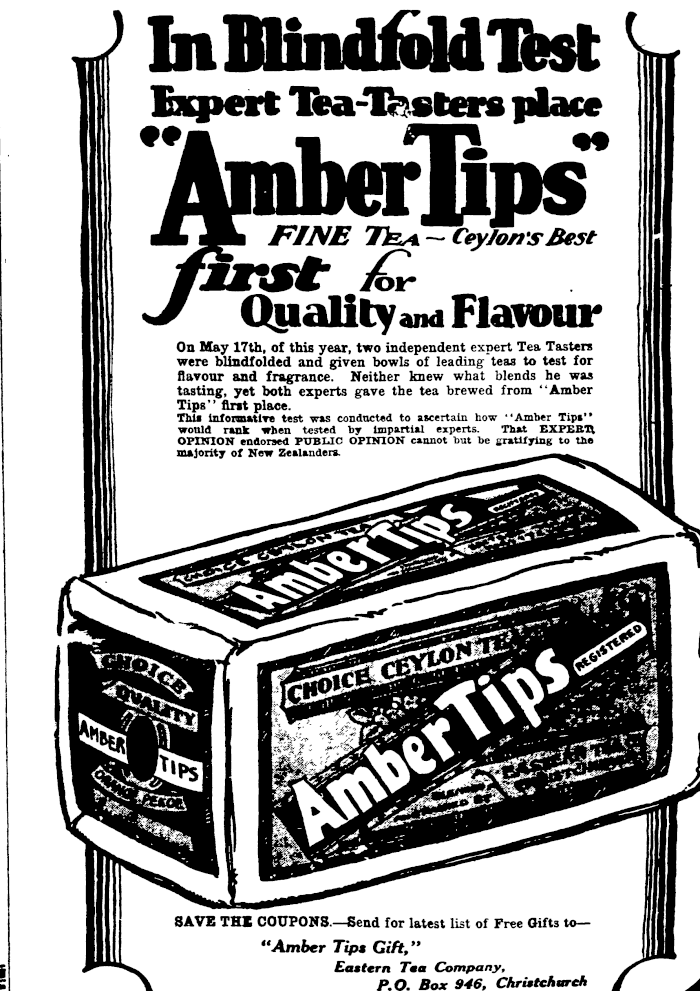 In Blindfold Test
Expert Tea-Tasters place
"Amber Tips"
FINE TEA – Ceylon's Best
first for
Quality and Flavour
On May 17th, of this year, two independent expert Tea Tasters
were blindfolded and given bowls of leading teas to test for
flavour and fragrance. Neither knew what blends he was
tasting, yet both experts gave the tea brewed from "Amber
Tips" first place.
This informative test was conducted to ascertain how "Amber Tips"
would rank when tested by impartial experts. That EXPERT
OPINION endorsed PUBLIC OPINION cannot but be gratifying to the
majority of New Zealanders.
CHOICE CEYLON TEA
Amber Tips
CHOICE
QUALITY
AMBER TIPS
ORANGE PEKOE
CHOICE CEYLON TE
Amber Tips
REGISTERED
SAVE THE COUPONS.—Send for latest list of Free Gifts to—
"Amber Tips Gift,"
Eastern Tea Company,
P.O. Box 946, Christchurch